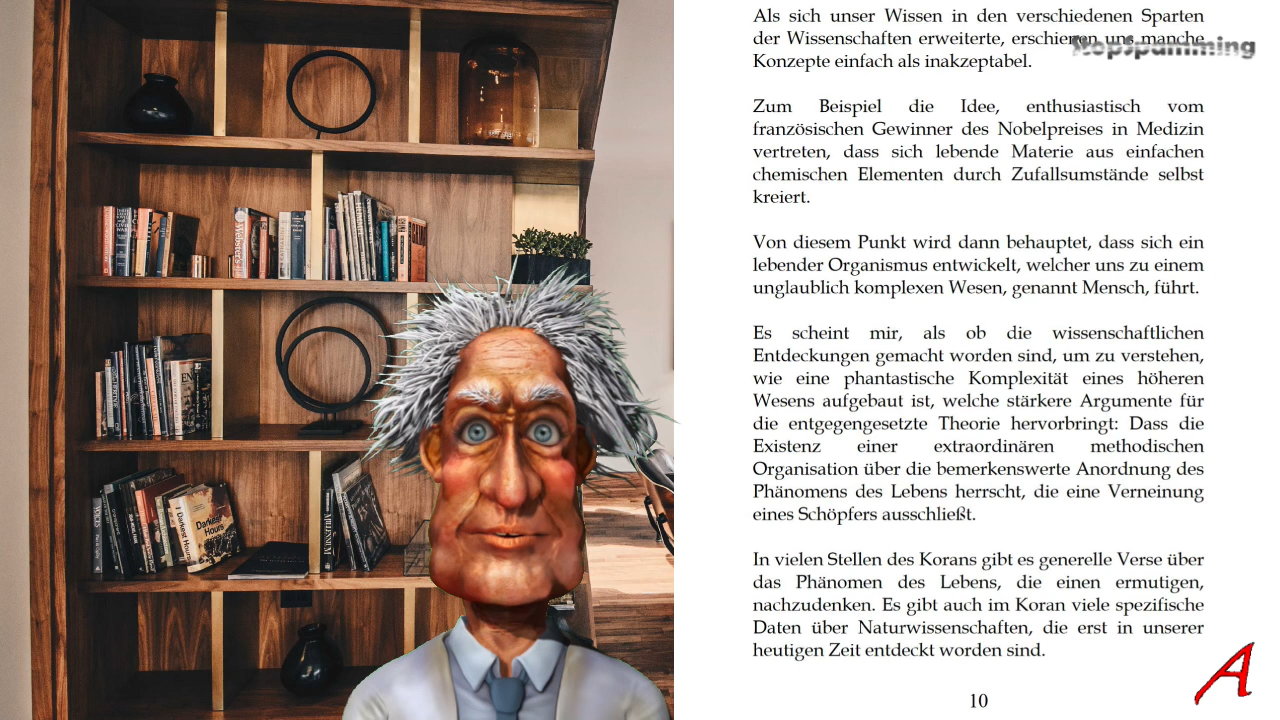 Als sich unser Wissen in den verschiedenen Sparten
der Wissenschaften erweiterte, erschienen uns manche
Konzepte einfach als inakzeptabel.
StopSpamming
Zum Beispiel die Idee, enthusiastisch vom
französischen Gewinner des Nobelpreises in Medizin
vertreten, dass sich lebende Materie aus einfachen
chemischen Elementen durch Zufallsumstände selbst
kreiert.
Von diesem Punkt wird dann behauptet, dass sich ein
lebender Organismus entwickelt, welcher uns zu einem
unglaublich komplexen Wesen, genannt Mensch, führt.
Es scheint mir, als ob die wissenschaftlichen
Entdeckungen gemacht worden sind, um zu verstehen,
wie eine phantastische Komplexität eines höheren
Wesens aufgebaut ist, welche stärkere Argumente für
die entgegengesetzte Theorie hervorbringt: Dass die
Existenz einer extraordinären methodischen
Organisation über die bemerkenswerte Anordnung des
Phänomens des Lebens herrscht, die eine Verneinung
eines Schöpfers ausschließt.
In vielen Stellen des Korans gibt es generelle Verse über
das Phänomen des Lebens, die einen ermutigen,
nachzudenken. Es gibt auch im Koran viele spezifische
Daten über Naturwissenschaften, die erst in unserer
heutigen Zeit entdeckt worden sind.
10
A
Webster's
Darkest
Hours
MILLENNIUM